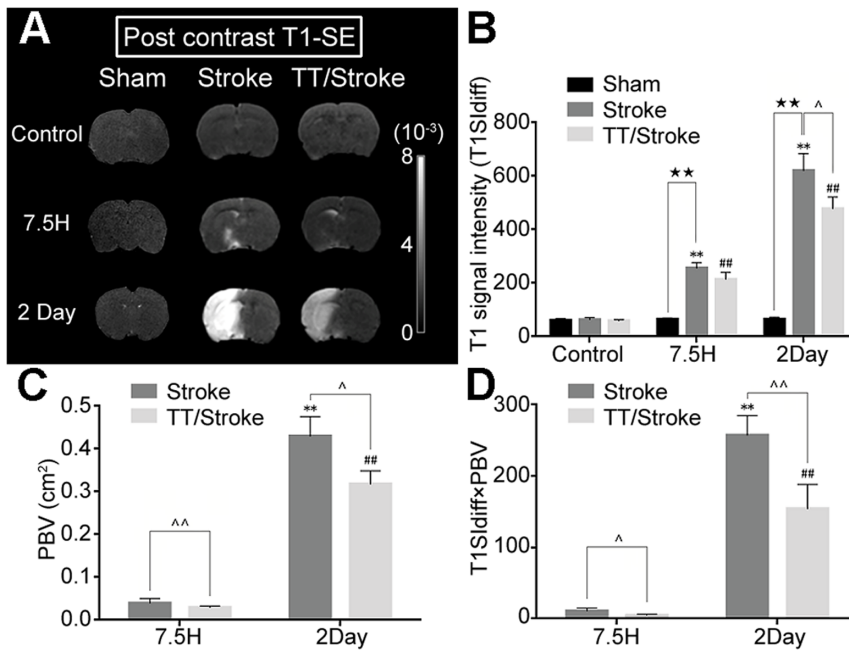 A
Post contrast T1-SE
Sham Stroke TT/Stroke
Control
7.5H
2 Day
(10-3)
8
4
0
B
T1 signal intensity (T1SIdiff)
Sham
Stroke
TT/Stroke
800
600
400
200
0
★★
**
##
★★
^
**
##
Control 7.5H 2Day
C
PBV (cm2)
Stroke
TT/Stroke
0.5
0.4
0.3
0.2
0.1
0.0
^^
^
**
##
7.5H 2Day
D
T1SIdiff×PBV
Stroke
TT/Stroke
300
200
100
0
^
^^
**
##
7.5H 2Day